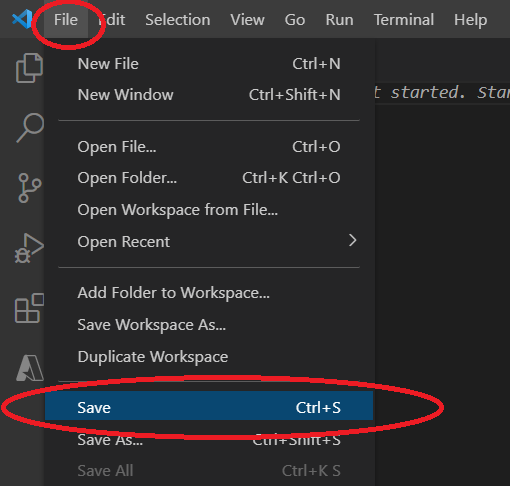 File Edit Selection View Go Run Terminal Help
New File Ctrl+N
New Window Ctrl+Shift+N
t started. Star
Open File... Ctrl+O
Open Folder... Ctrl+K Ctrl+O
Open Workspace from File...
Open Recent
Add Folder to Workspace...
Save Workspace As...
Duplicate Workspace
Save Ctrl+S
Save As... Ctrl+Shift+S
Save All Ctrl+K S